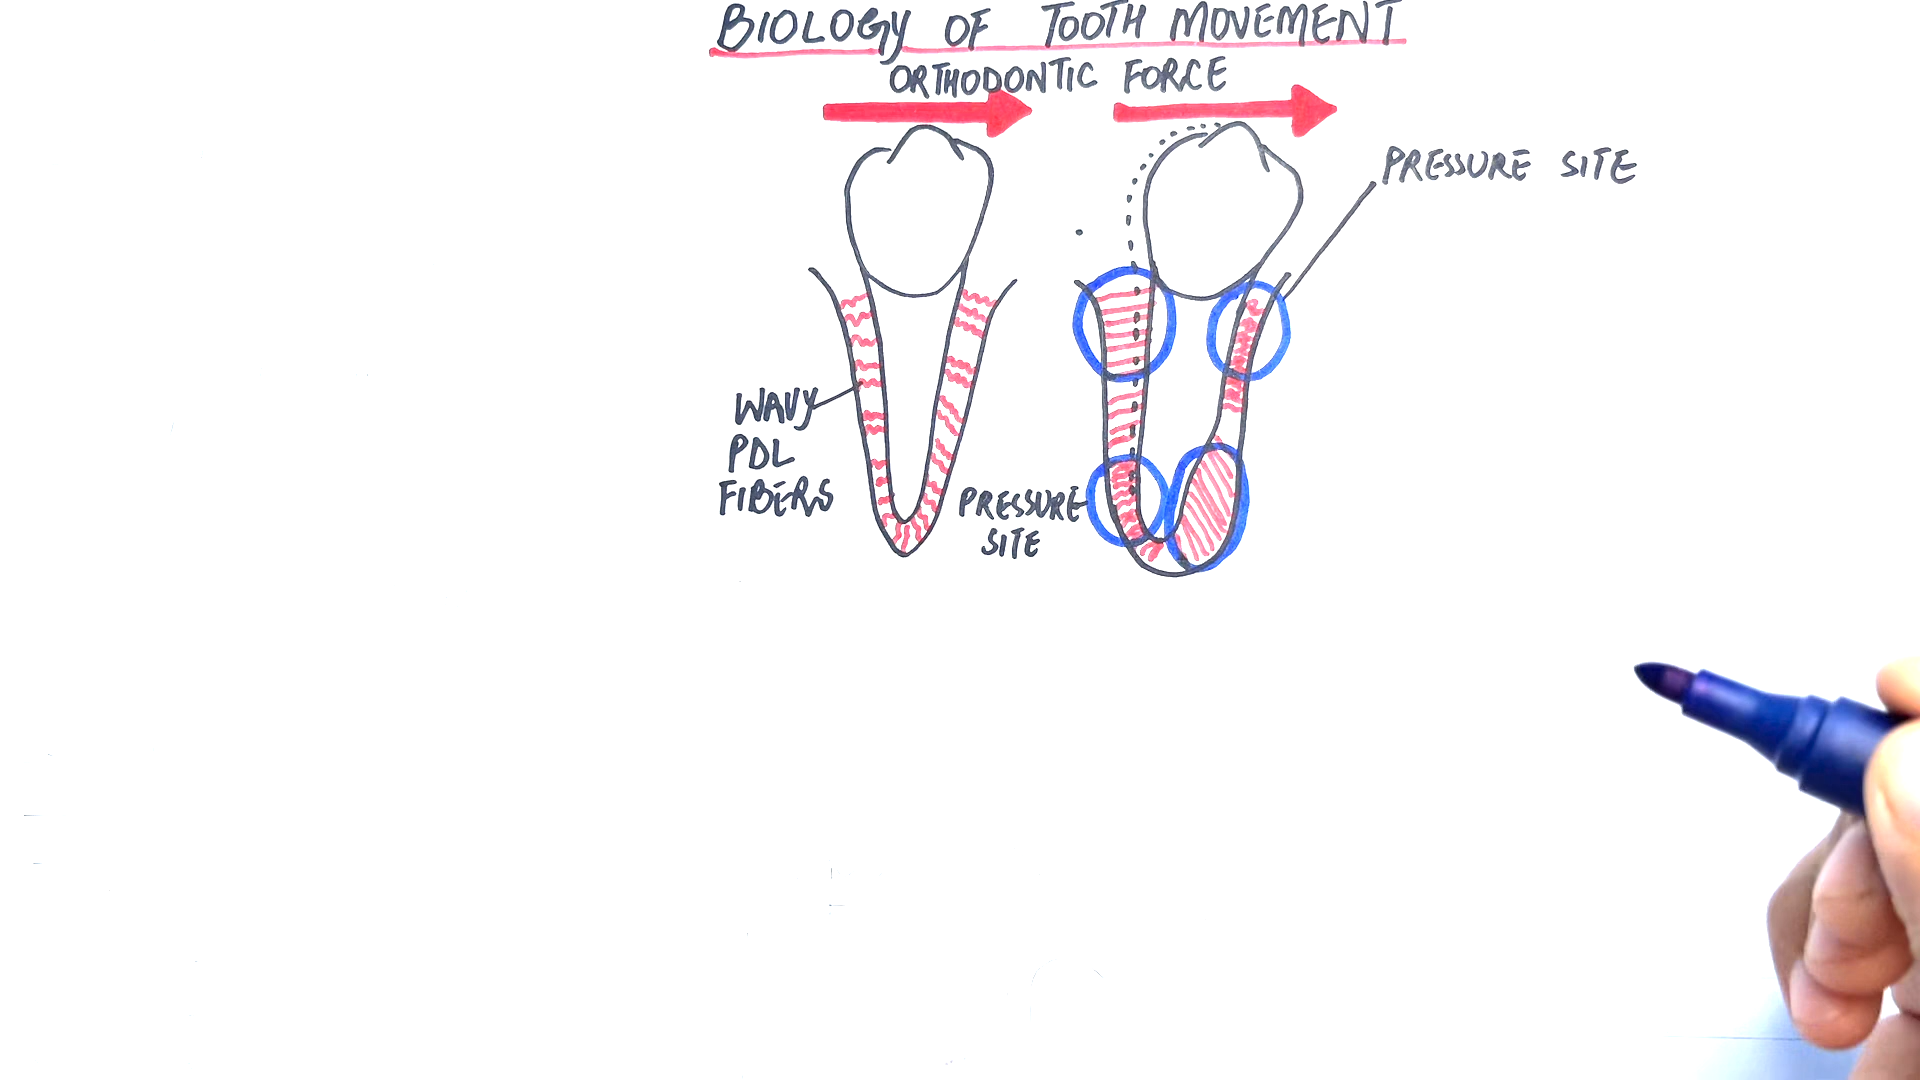 BIOLOGY OF TOOTH MOVEMENT
ORTHODONTIC FORCE
PRESSURE SITE
WAVY
PDL
FIBERS
PRESSURE
SITE